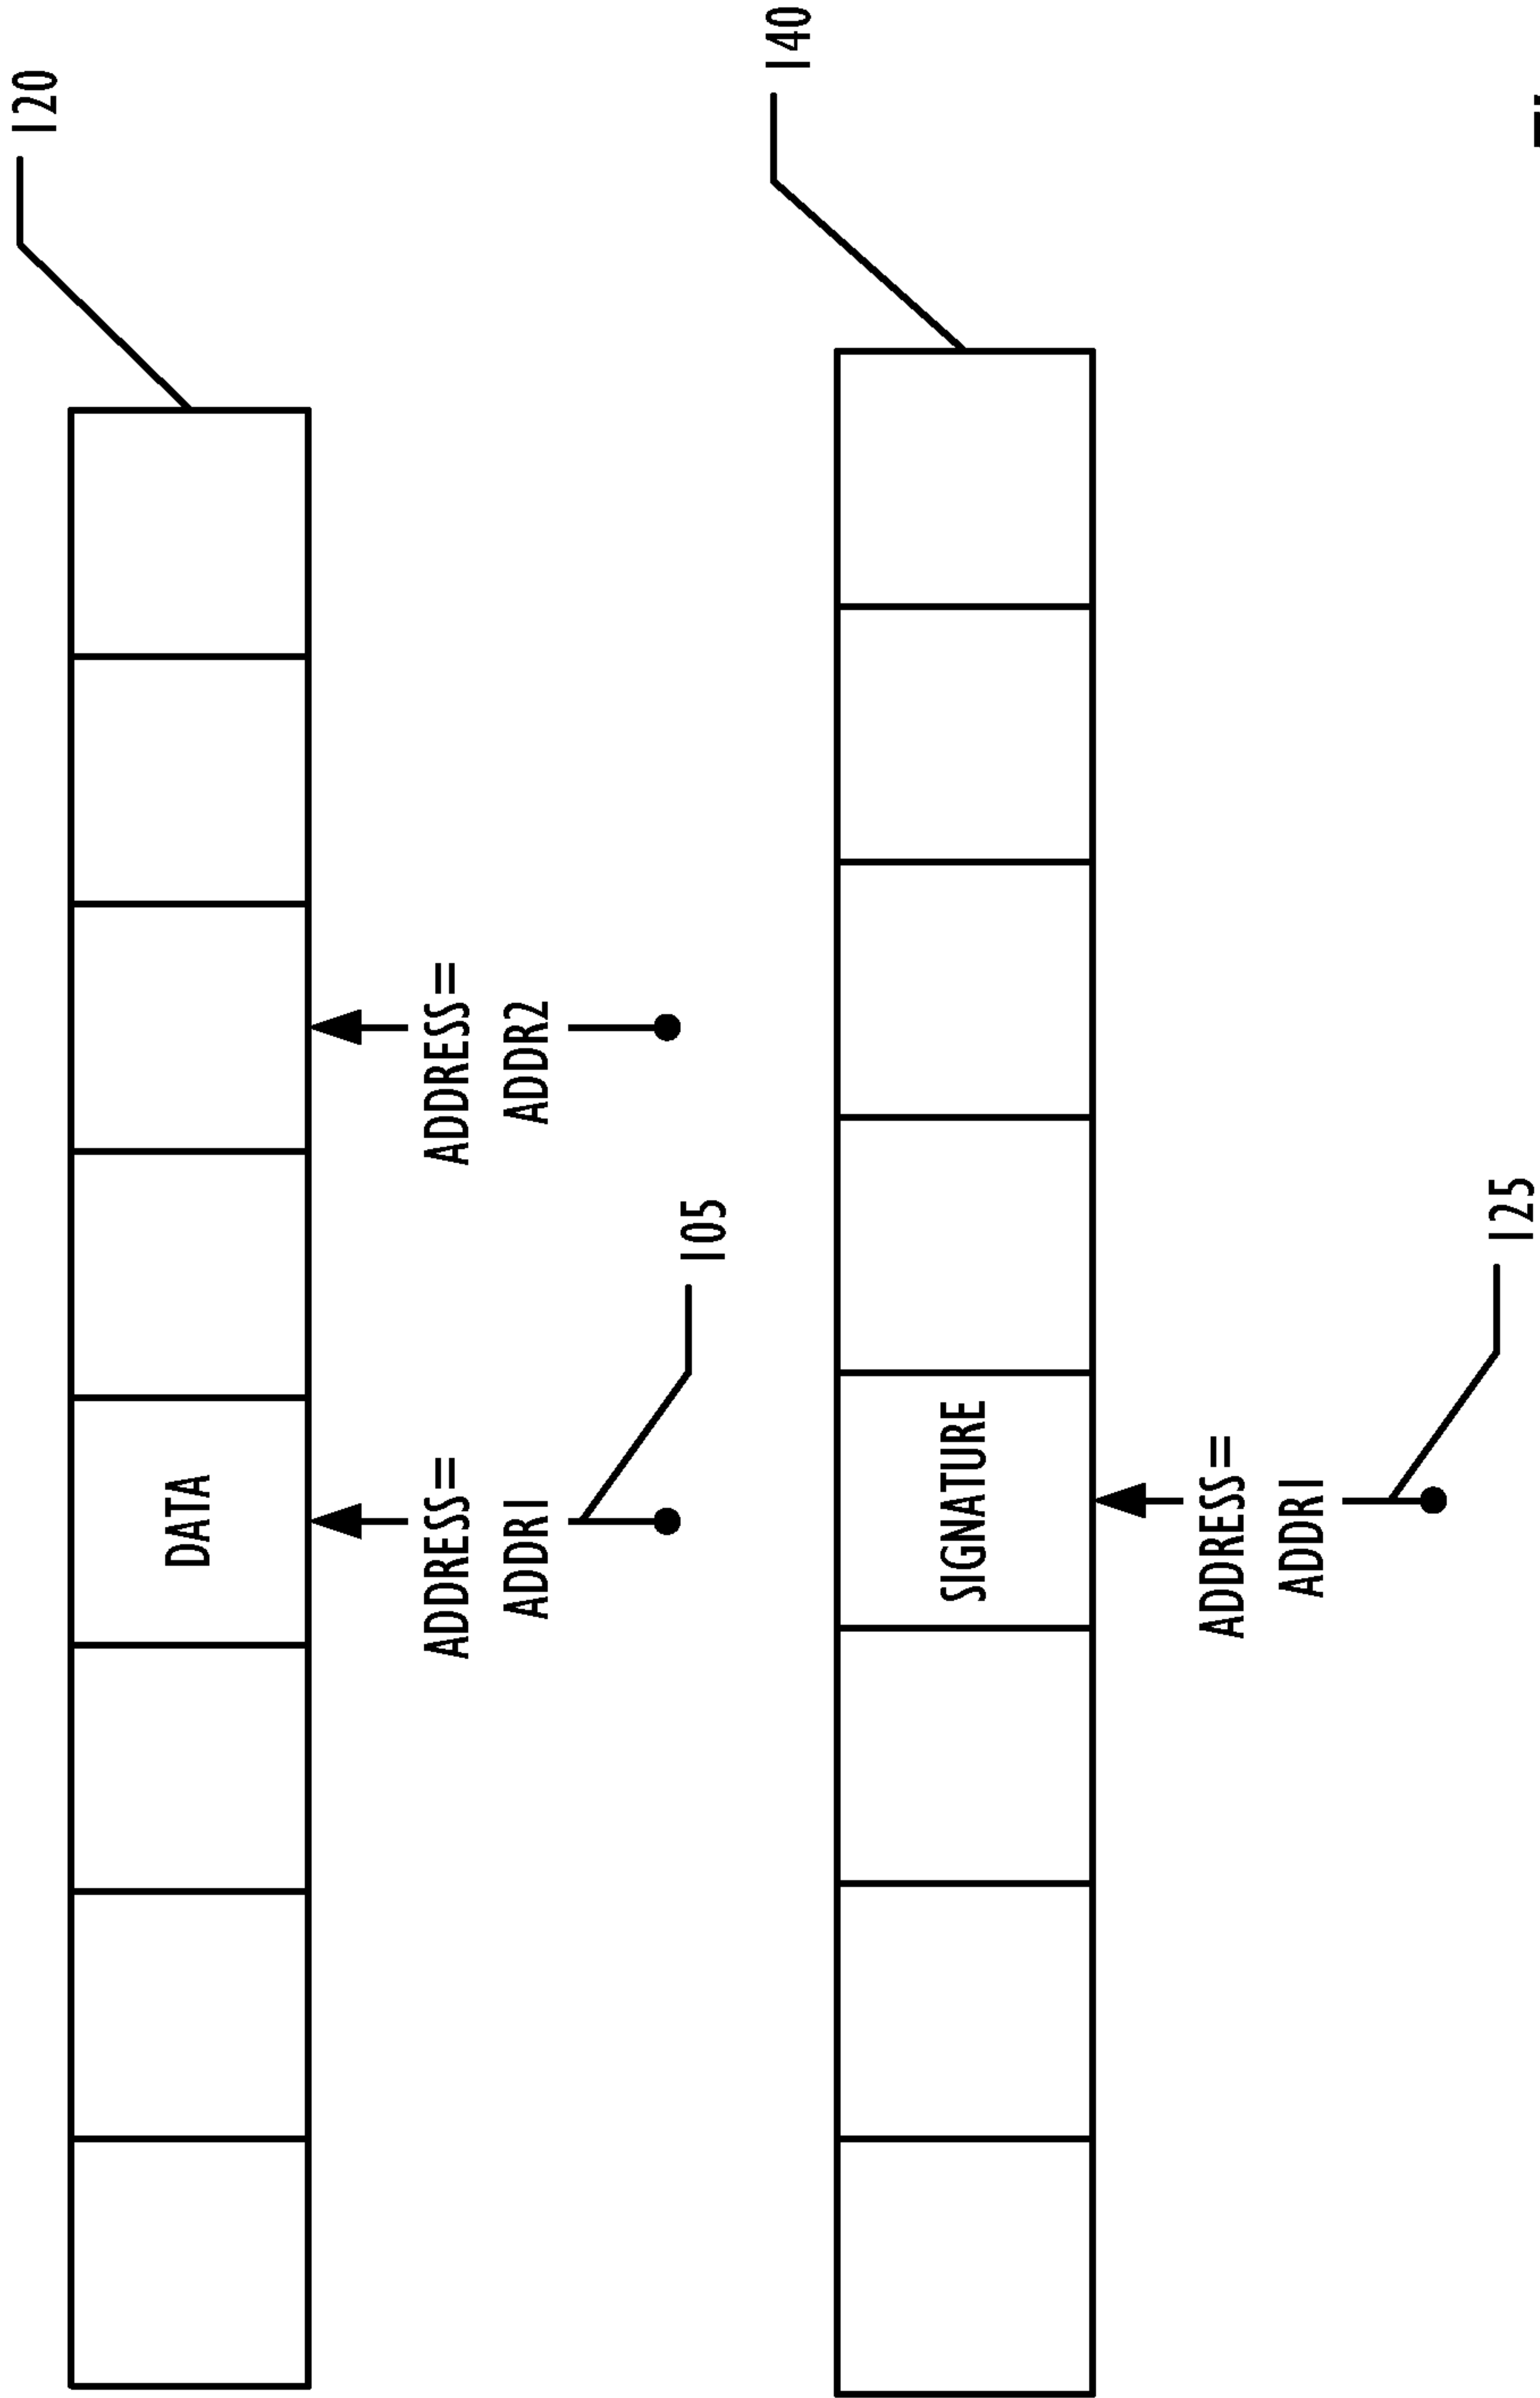 120
DATA
ADDRESS=
ADDR1
105
ADDRESS=
ADDR2
140
SIGNATURE
ADDRESS=
ADDR1
125